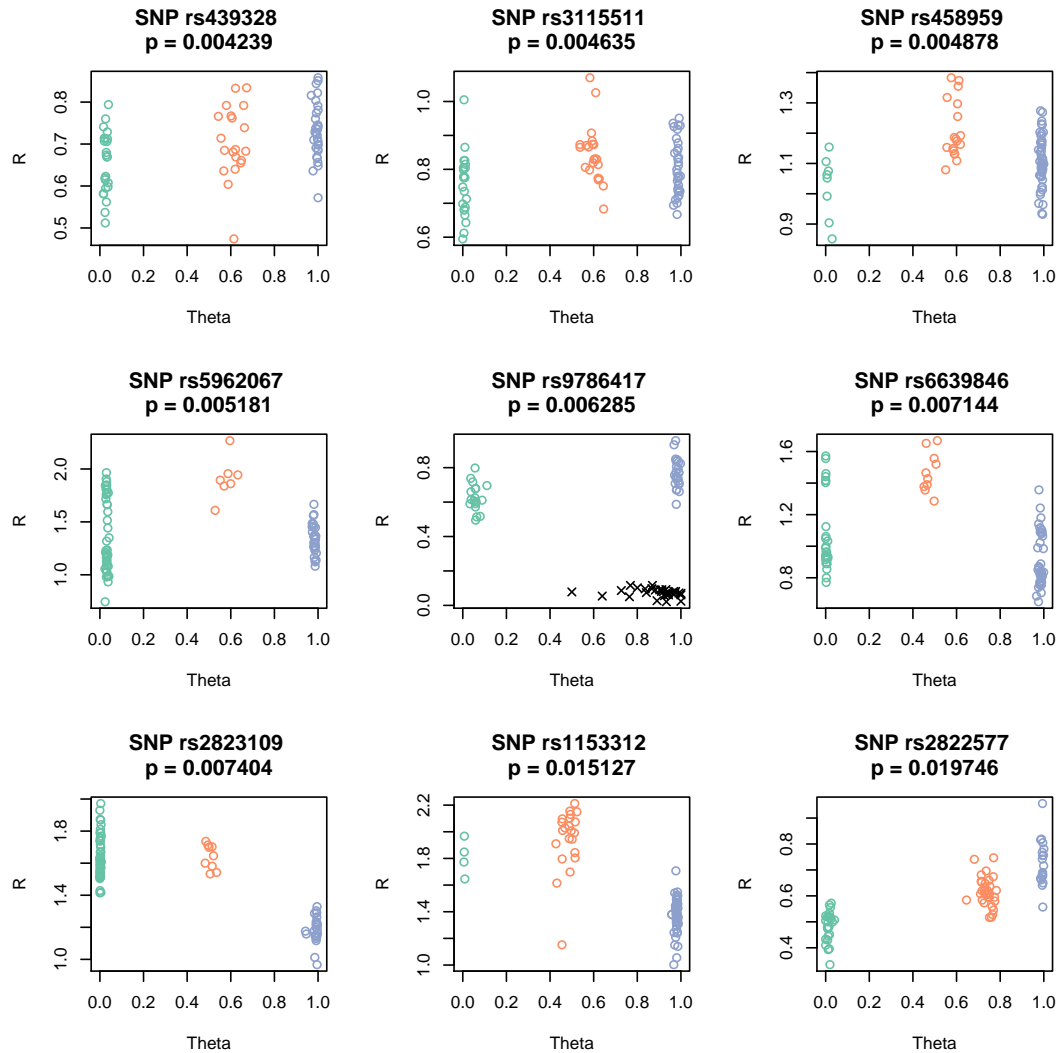 SNP rs439328
p = 0.004239
R
0.5 0.6 0.7 0.8
0.0 0.2 0.4 0.6 0.8 1.0
Theta
SNP rs3115511
p = 0.004635
R
0.6 0.8 1.0
0.0 0.2 0.4 0.6 0.8 1.0
Theta
SNP rs458959
p = 0.004878
R
0.9 1.1 1.3
0.0 0.2 0.4 0.6 0.8 1.0
Theta
SNP rs5962067
p = 0.005181
R
1.0 1.5 2.0
0.0 0.2 0.4 0.6 0.8 1.0
Theta
SNP rs9786417
p = 0.006285
R
0.0 0.4 0.8
0.0 0.2 0.4 0.6 0.8 1.0
Theta
SNP rs6639846
p = 0.007144
R
0.8 1.2 1.6
0.0 0.2 0.4 0.6 0.8 1.0
Theta
SNP rs2823109
p = 0.007404
R
1.0 1.4 1.8
0.0 0.2 0.4 0.6 0.8 1.0
Theta
SNP rs1153312
p = 0.015127
R
1.0 1.4 1.8 2.2
0.0 0.2 0.4 0.6 0.8 1.0
Theta
SNP rs2822577
p = 0.019746
R
0.4 0.6 0.8
0.0 0.2 0.4 0.6 0.8 1.0
Theta